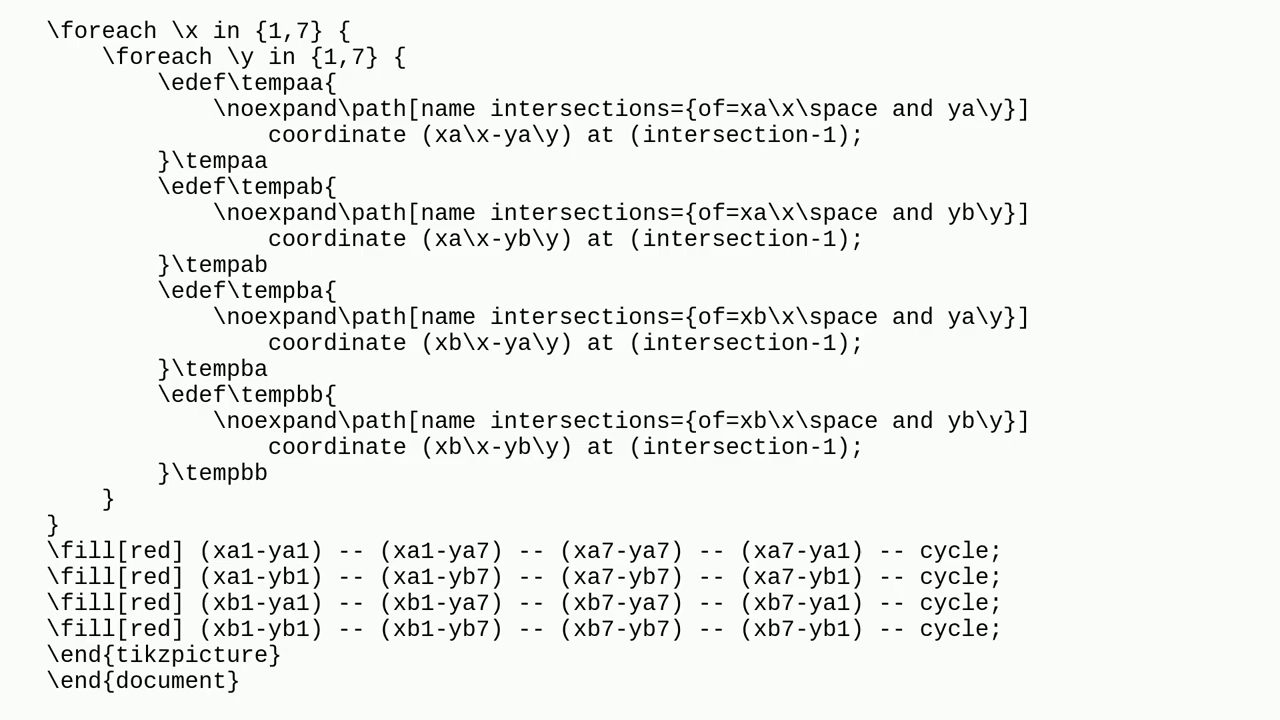 \foreach \x in {1,7} {
    \foreach \y in {1,7} {
        \edef\tempaa{
            \noexpand\path[name intersections={of=xa\x\space and ya\y}]
                coordinate (xa\x-ya\y) at (intersection-1);
        }\tempaa
        \edef\tempab{
            \noexpand\path[name intersections={of=xa\x\space and yb\y}]
                coordinate (xa\x-yb\y) at (intersection-1);
        }\tempab
        \edef\tempba{
            \noexpand\path[name intersections={of=xb\x\space and ya\y}]
                coordinate (xb\x-ya\y) at (intersection-1);
        }\tempba
        \edef\tempbb{
            \noexpand\path[name intersections={of=xb\x\space and yb\y}]
                coordinate (xb\x-yb\y) at (intersection-1);
        }\tempbb
    }
}
\fill[red] (xa1-ya1) -- (xa1-ya7) -- (xa7-ya7) -- (xa7-ya1) -- cycle;
\fill[red] (xa1-yb1) -- (xa1-yb7) -- (xa7-yb7) -- (xa7-yb1) -- cycle;
\fill[red] (xb1-ya1) -- (xb1-ya7) -- (xb7-ya7) -- (xb7-ya1) -- cycle;
\fill[red] (xb1-yb1) -- (xb1-yb7) -- (xb7-yb7) -- (xb7-yb1) -- cycle;
\end{tikzpicture}
\end{document}